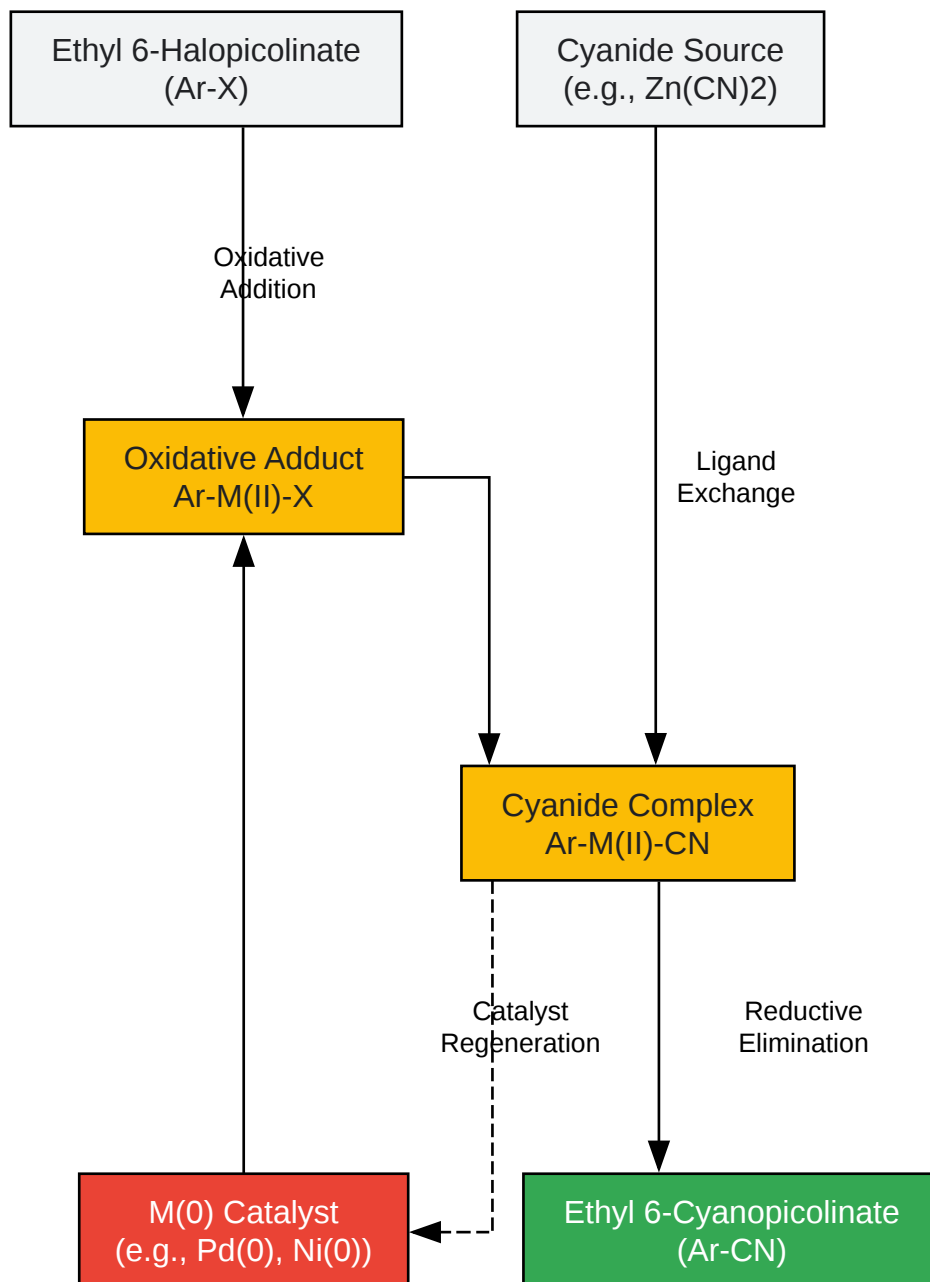 Ethyl 6-Halopicolinate
(Ar-X)
Cyanide Source
(e.g., Zn(CN)2)
Oxidative
Addition
Oxidative Adduct
Ar-M(II)-X
Ligand
Exchange
Cyanide Complex
Ar-M(II)-CN
Catalyst
Regeneration
Reductive
Elimination
M(0) Catalyst
(e.g., Pd(0), Ni(0))
Ethyl 6-Cyanopicolinate
(Ar-CN)